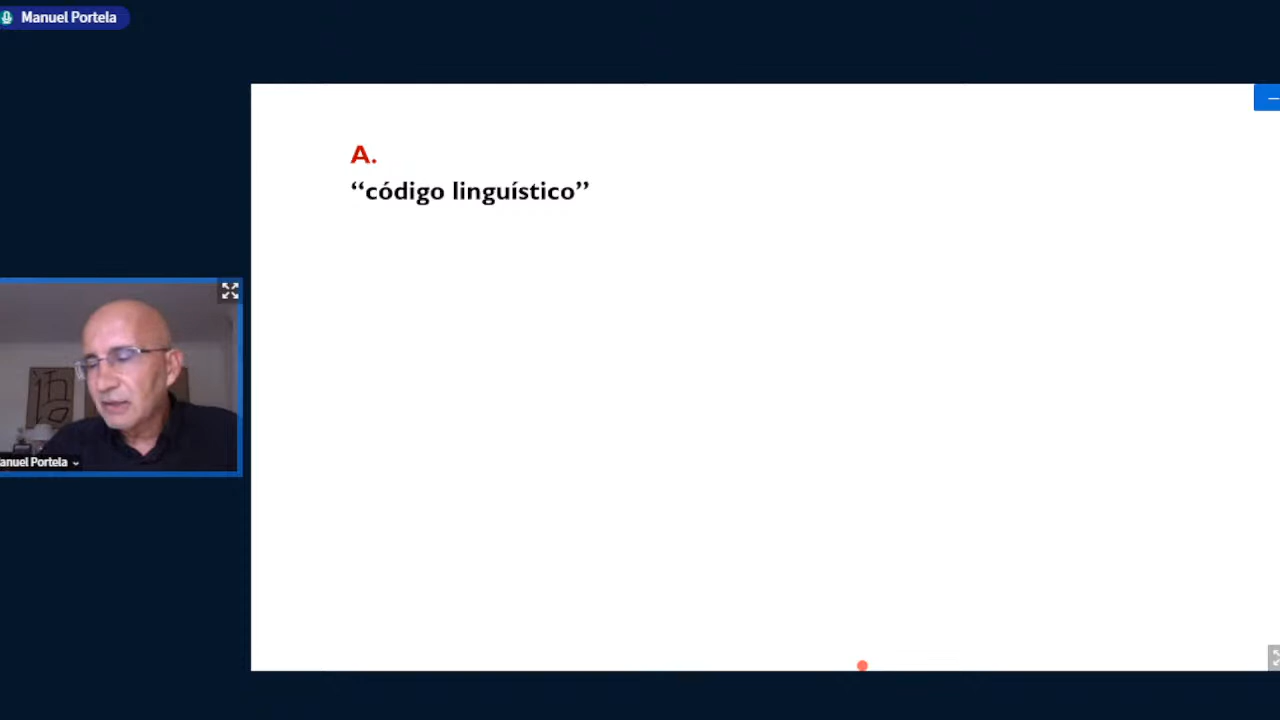 Manuel Portela
A.
“código linguístico”
anuel Portela